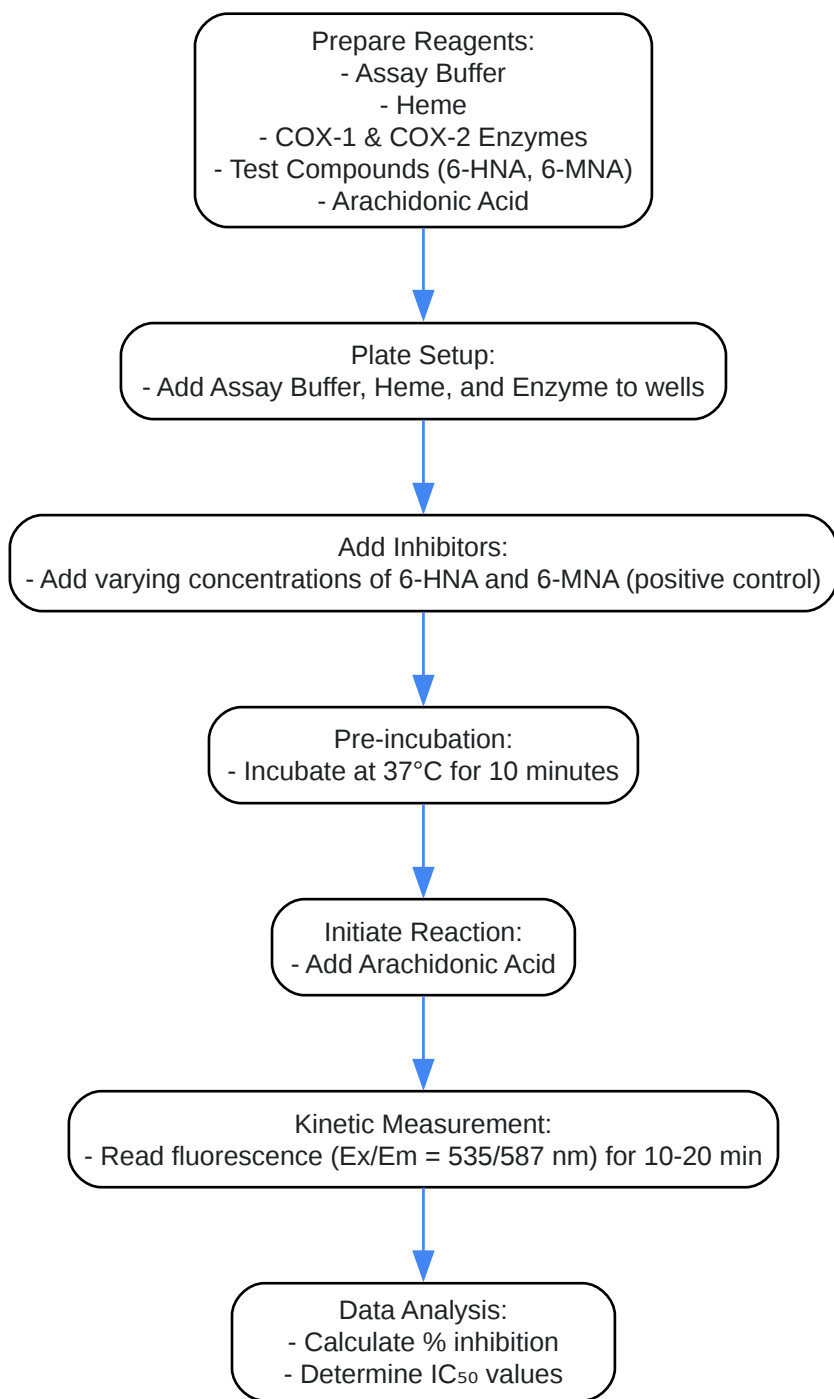 Prepare Reagents:
- Assay Buffer
- Heme
- COX-1 & COX-2 Enzymes
- Test Compounds (6-HNA, 6-MNA)
- Arachidonic Acid
Plate Setup:
- Add Assay Buffer, Heme, and Enzyme to wells
Add Inhibitors:
- Add varying concentrations of 6-HNA and 6-MNA (positive control)
Pre-incubation:
- Incubate at 37°C for 10 minutes
Initiate Reaction:
- Add Arachidonic Acid
Kinetic Measurement:
- Read fluorescence (Ex/Em = 535/587 nm) for 10-20 min
Data Analysis:
- Calculate % inhibition
- Determine IC₅₀ values